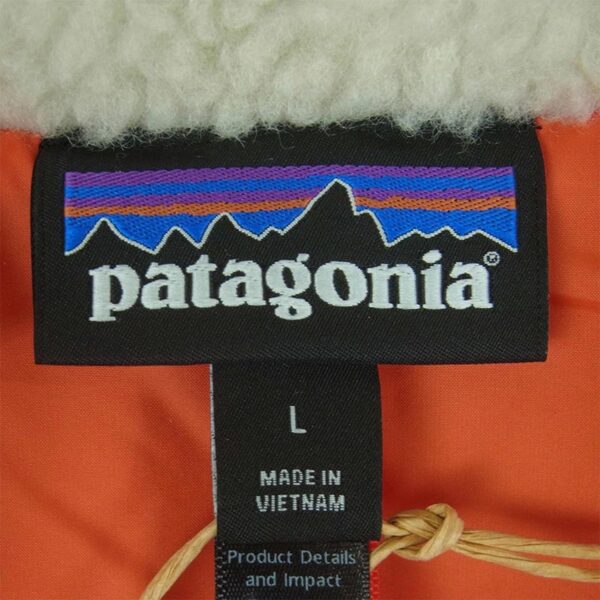 patagonia®
L
MADE IN
VIETNAM
Product Details
and Impact